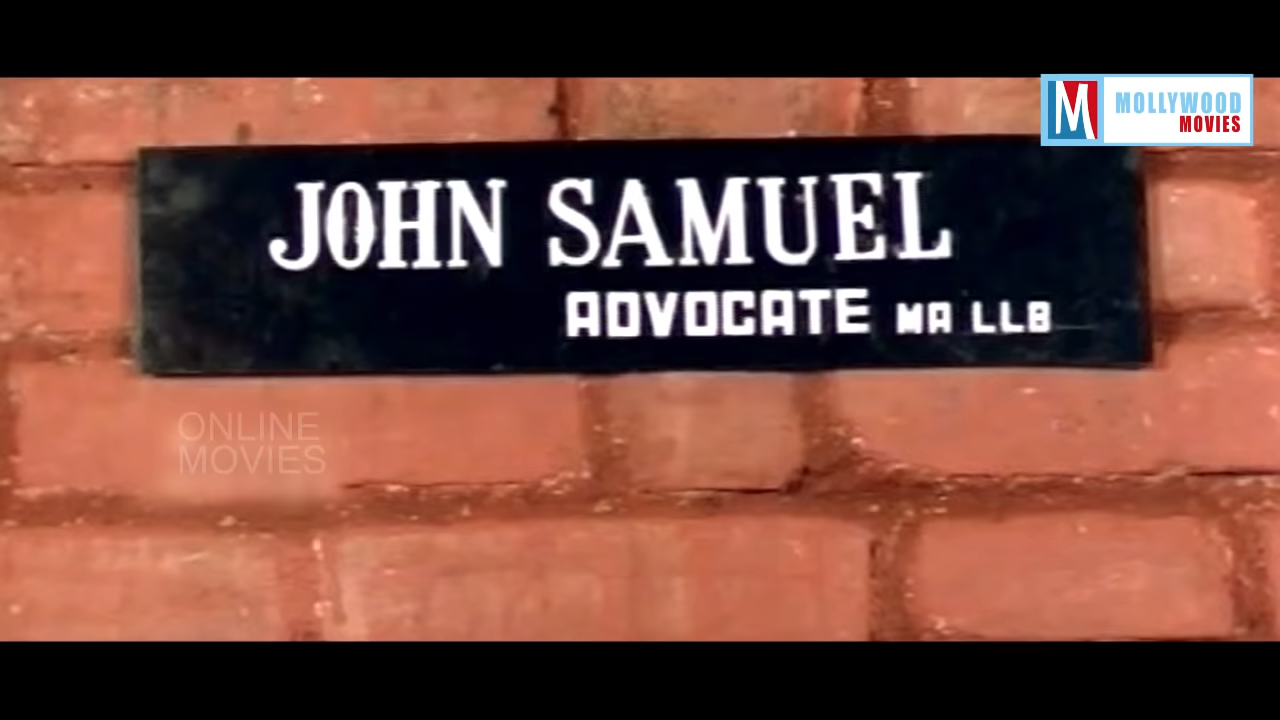 MOLLYWOOD
MOVIES
JOHN SAMUEL
ADVOCATE MA LLB
ONLINE
MOVIES